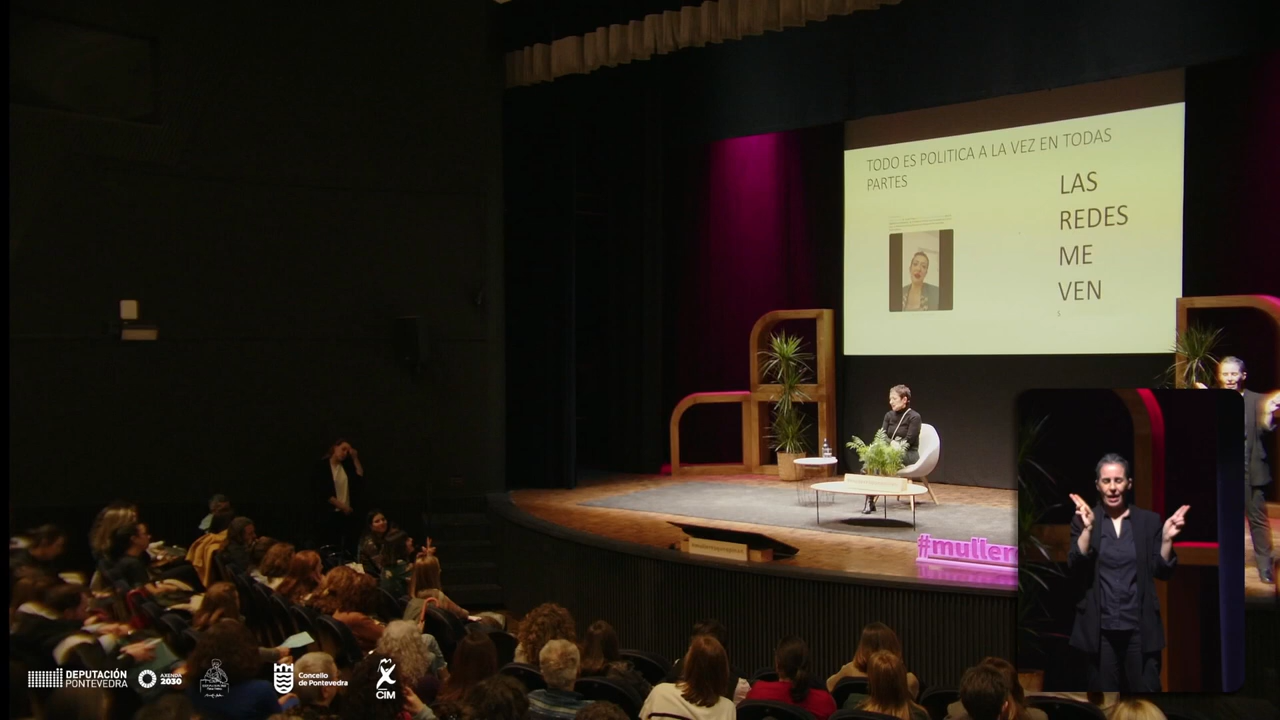 TODO ES POLITICA A LA VEZ EN TODAS
PARTES
LAS
REDES
ME
VEN
S
#muller
DEPUTACIÓN
PONTEVEDRA
AXENDA
2030
Concello
de Pontevedra
CIM